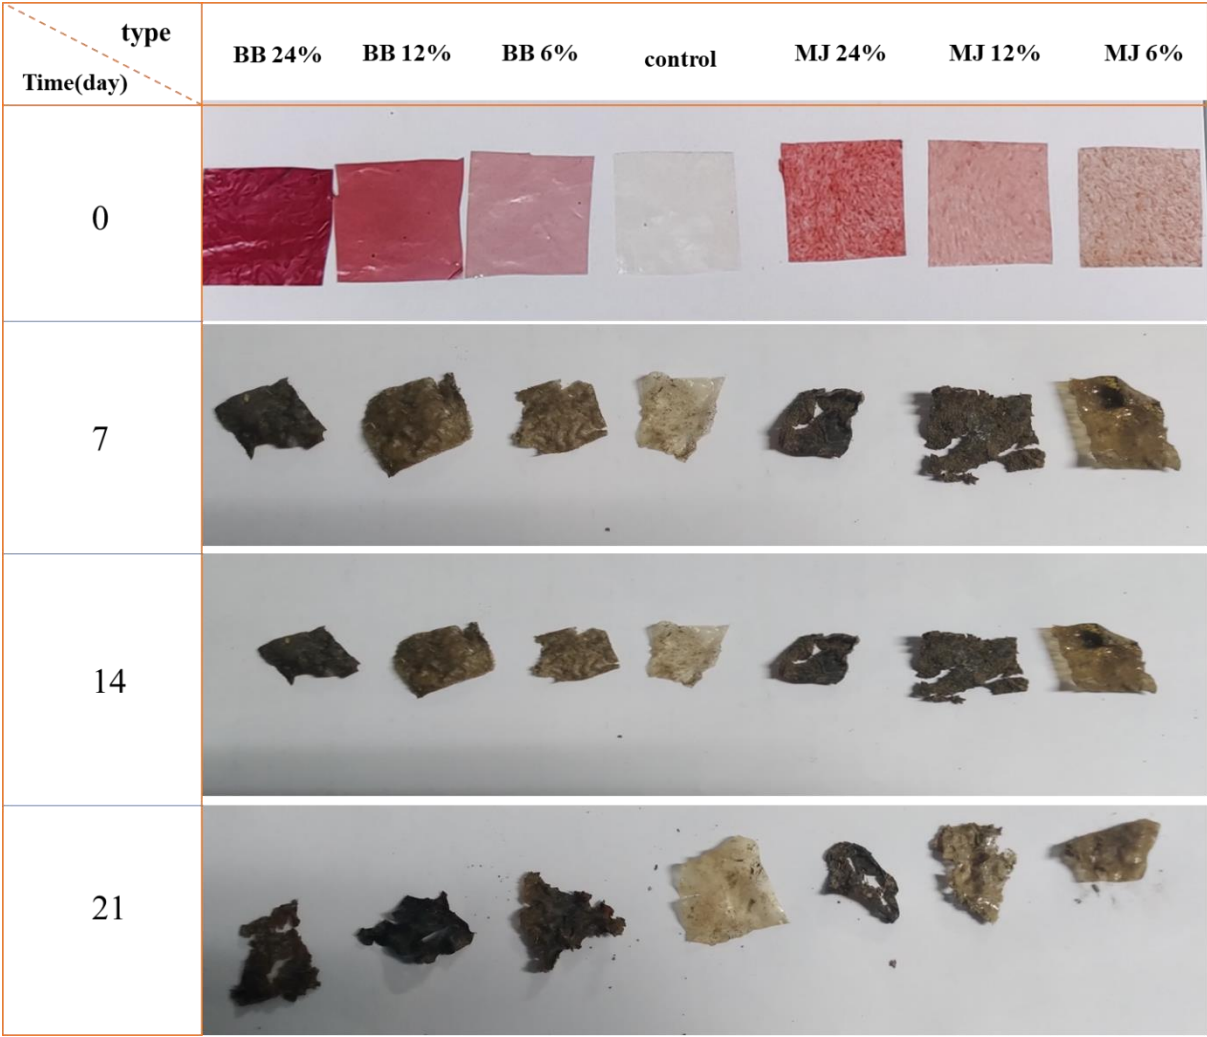 type
Time(day)
BB 24%
BB 12%
BB 6%
control
MJ 24%
MJ 12%
MJ 6%
0
7
14
21